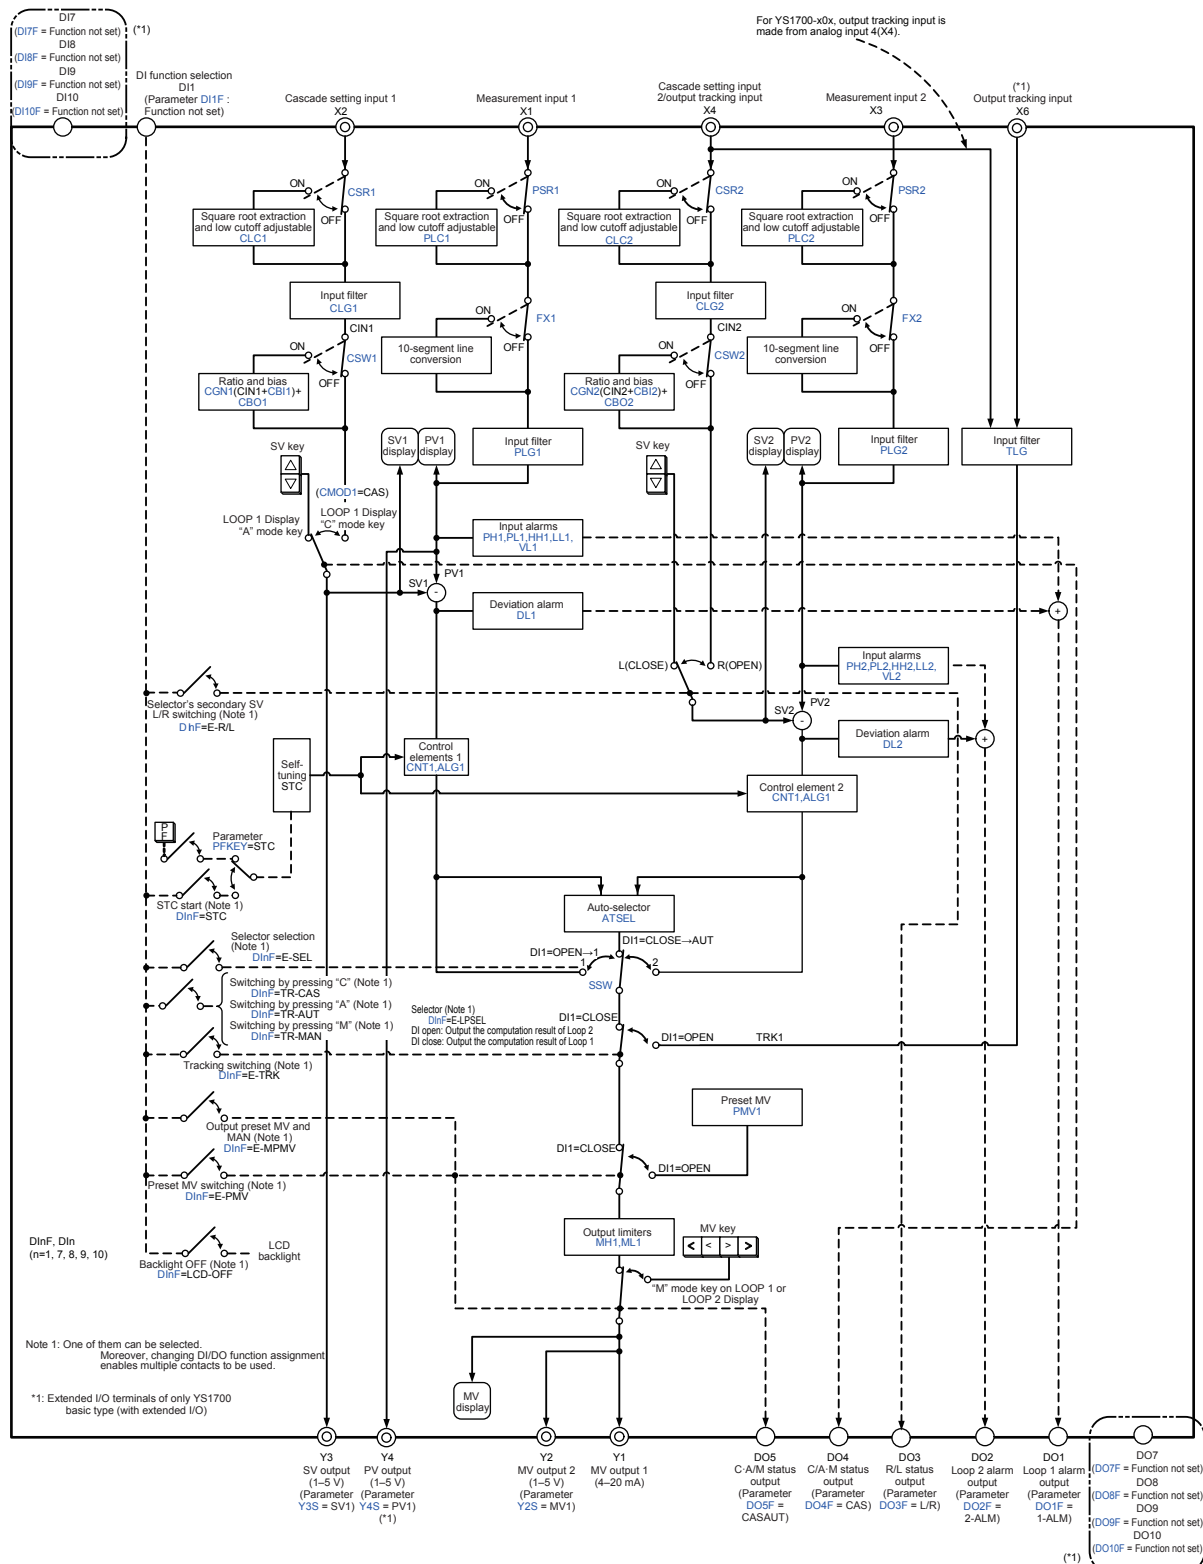 DI7
(DI7F = Function not set)
(*1)
DI8
(DI8F = Function not set)
DI9
(DI9F = Function not set)
DI10
(DI10F = Function not set)
DI function selection
DI1
(Parameter DI1F :
Function not set)
For YS1700-x0x, output tracking input is
made from analog input 4(X4).
Cascade setting input 1
X2
Measurement input 1
X1
Cascade setting input
2/output tracking input
X4
Measurement input 2
X3
(*1)
Output tracking input
X6
ON
CSR1
OFF
Square root extraction
and low cutoff adjustable
CLC1
ON
PSR1
OFF
Square root extraction
and low cutoff adjustable
PLC1
ON
CSR2
OFF
Square root extraction
and low cutoff adjustable
CLC2
ON
PSR2
OFF
Square root extraction
and low cutoff adjustable
PLC2
Input filter
CLG1
CIN1
ON
FX1
OFF
Input filter
CLG2
CIN2
ON
FX2
OFF
ON
CSW1
OFF
10-segment line
conversion
ON
CSW2
OFF
10-segment line
conversion
Ratio and bias
CGN1(CIN1+CBI1)+
CBO1
Ratio and bias
CGN2(CIN2+CBI2)+
CBO2
SV key
SV1
display
PV1
display
Input filter
PLG1
SV key
SV2
display
PV2
display
Input filter
PLG2
Input filter
TLG
(CMOD1=CAS)
LOOP 1 Display
"A" mode key
LOOP 1 Display
"C" mode key
Input alarms
PH1,PL1,HH1,LL1,
VL1
PV1
SV1
-
Deviation alarm
DL1
+
L(CLOSE)
R(OPEN)
Input alarms
PH2,PL2,HH2,LL2,
VL2
PV2
SV2
-
Deviation alarm
DL2
+
Selector's secondary SV
L/R switching (Note 1)
DInF=E-R/L
Self-
tuning
STC
Control
elements 1
CNT1,ALG1
Control element 2
CNT1,ALG1
P
F
Parameter
PFKEY=STC
STC start (Note 1)
DInF=STC
Auto-selector
ATSEL
Selector selection
(Note 1)
DInF=E-SEL
DI1=OPEN→1
DI1=CLOSE→AUT
1
2
SSW
Switching by pressing "C" (Note 1)
DInF=TR-CAS
Switching by pressing "A" (Note 1)
DInF=TR-AUT
Switching by pressing "M" (Note 1)
DInF=TR-MAN
Selector (Note 1)
DInF=E-LPSEL
DI open: Output the computation result of Loop 2
DI close: Output the computation result of Loop 1
DI1=CLOSE
DI1=OPEN
TRK1
Tracking switching (Note 1)
DInF=E-TRK
Preset MV
PMV1
Output preset MV and
MAN (Note 1)
DInF=E-MPMV
DI1=CLOSE
DI1=OPEN
Preset MV switching (Note 1)
DInF=E-PMV
DInF, DIn
(n=1, 7, 8, 9, 10)
LCD
backlight
Backlight OFF (Note 1)
DInF=LCD-OFF
Output limiters
MH1,ML1
MV key
< < > >
"M" mode key on LOOP 1 or
LOOP 2 Display
Note 1: One of them can be selected.
Moreover, changing DI/DO function assignment
enables multiple contacts to be used.
*1: Extended I/O terminals of only YS1700
basic type (with extended I/O)
MV
display
Y3
SV output
(1–5 V)
(Parameter
Y3S = SV1)
Y4
PV output
(1–5 V)
(Parameter
Y4S = PV1)
(*1)
Y2
MV output 2
(1–5 V)
(Parameter
Y2S = MV1)
Y1
MV output 1
(4–20 mA)
DO5
C·A/M status
output
(Parameter
DO5F =
CASAUT)
DO4
C/A·M status
output
(Parameter
DO4F = CAS)
DO3
R/L status
output
(Parameter
DO3F = L/R)
DO2
Loop 2 alarm
output
(Parameter
DO2F =
2-ALM)
DO1
Loop 1 alarm
output
(Parameter
DO1F =
1-ALM)
DO7
(DO7F = Function not set)
DO8
(DO8F = Function not set)
DO9
(DO9F = Function not set)
DO10
(DO10F = Function not set)
(*1)